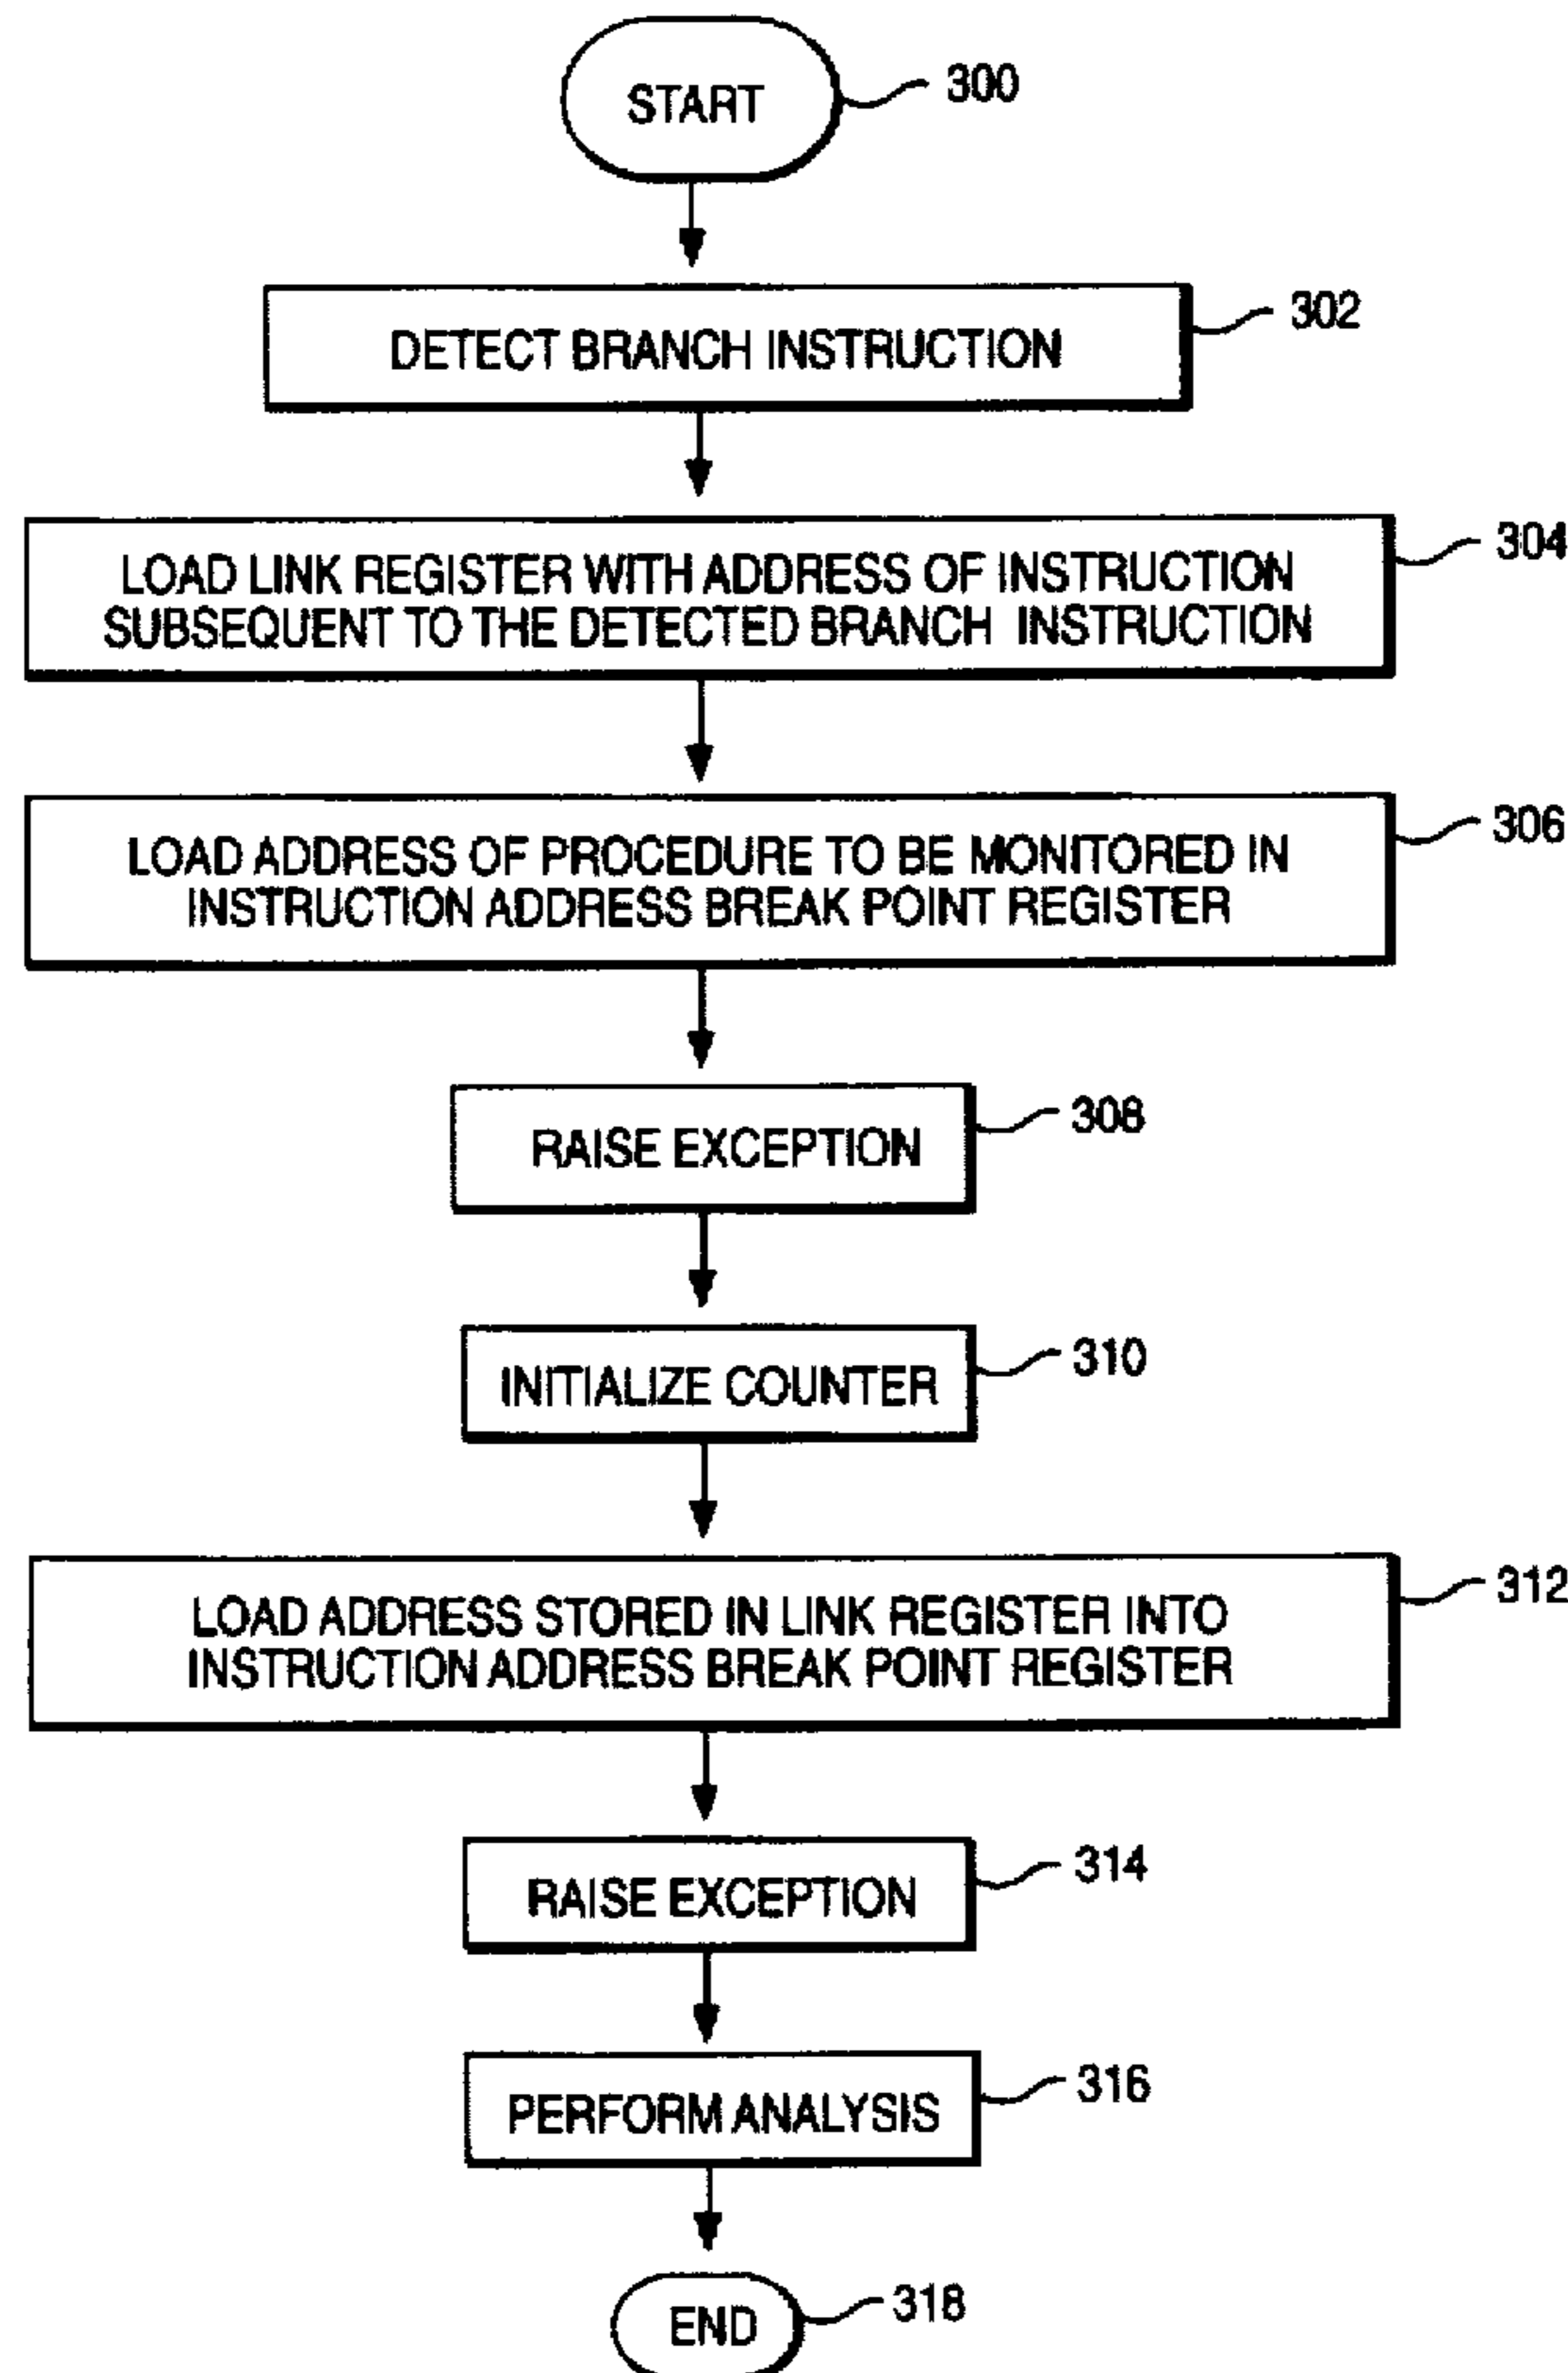 START
300
DETECT BRANCH INSTRUCTION
302
LOAD LINK REGISTER WITH ADDRESS OF INSTRUCTION
SUBSEQUENT TO THE DETECTED BRANCH INSTRUCTION
304
LOAD ADDRESS OF PROCEDURE TO BE MONITORED IN
INSTRUCTION ADDRESS BREAK POINT REGISTER
306
RAISE EXCEPTION
308
INITIALIZE COUNTER
310
LOAD ADDRESS STORED IN LINK REGISTER INTO
INSTRUCTION ADDRESS BREAK POINT REGISTER
312
RAISE EXCEPTION
314
PERFORM ANALYSIS
316
END
318